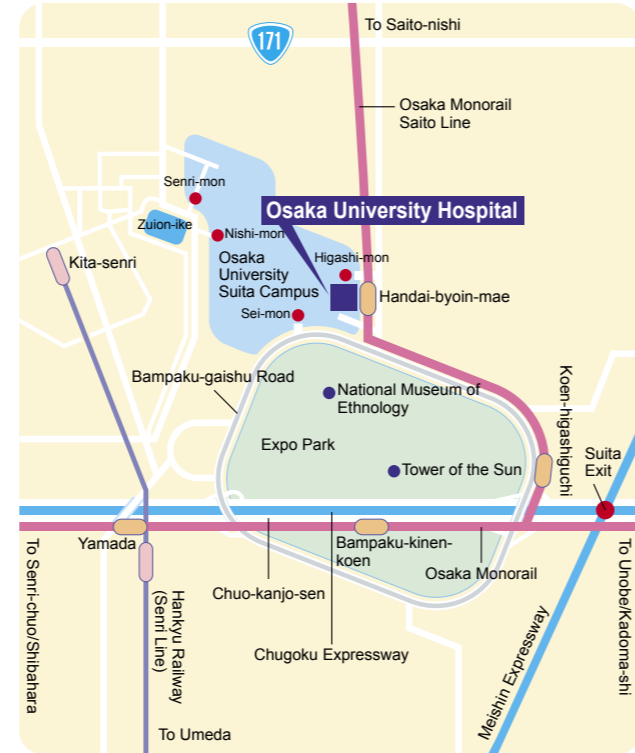 To Saito-nishi
171
Osaka Monorail
Saito Line
Senri-mon
Osaka University Hospital
Zuion-ike
Nishi-mon
Higashi-mon
Osaka
University
Suita Campus
Kita-senri
Handai-byoin-mae
Sei-mon
Bampaku-gaishu Road
National Museum of
Ethnology
Koen-higashiguchi
Expo Park
Suita
Exit
Tower of the Sun
Yamada
Bampaku-kinen-
koen
Osaka Monorail
To Senri-chuo/Shibahara
Hankyu Railway
(Senri Line)
Chuo-kanjo-sen
Chugoku Expressway
Meishin Expressway
To Unobe/Kadoma-shi
To Umeda